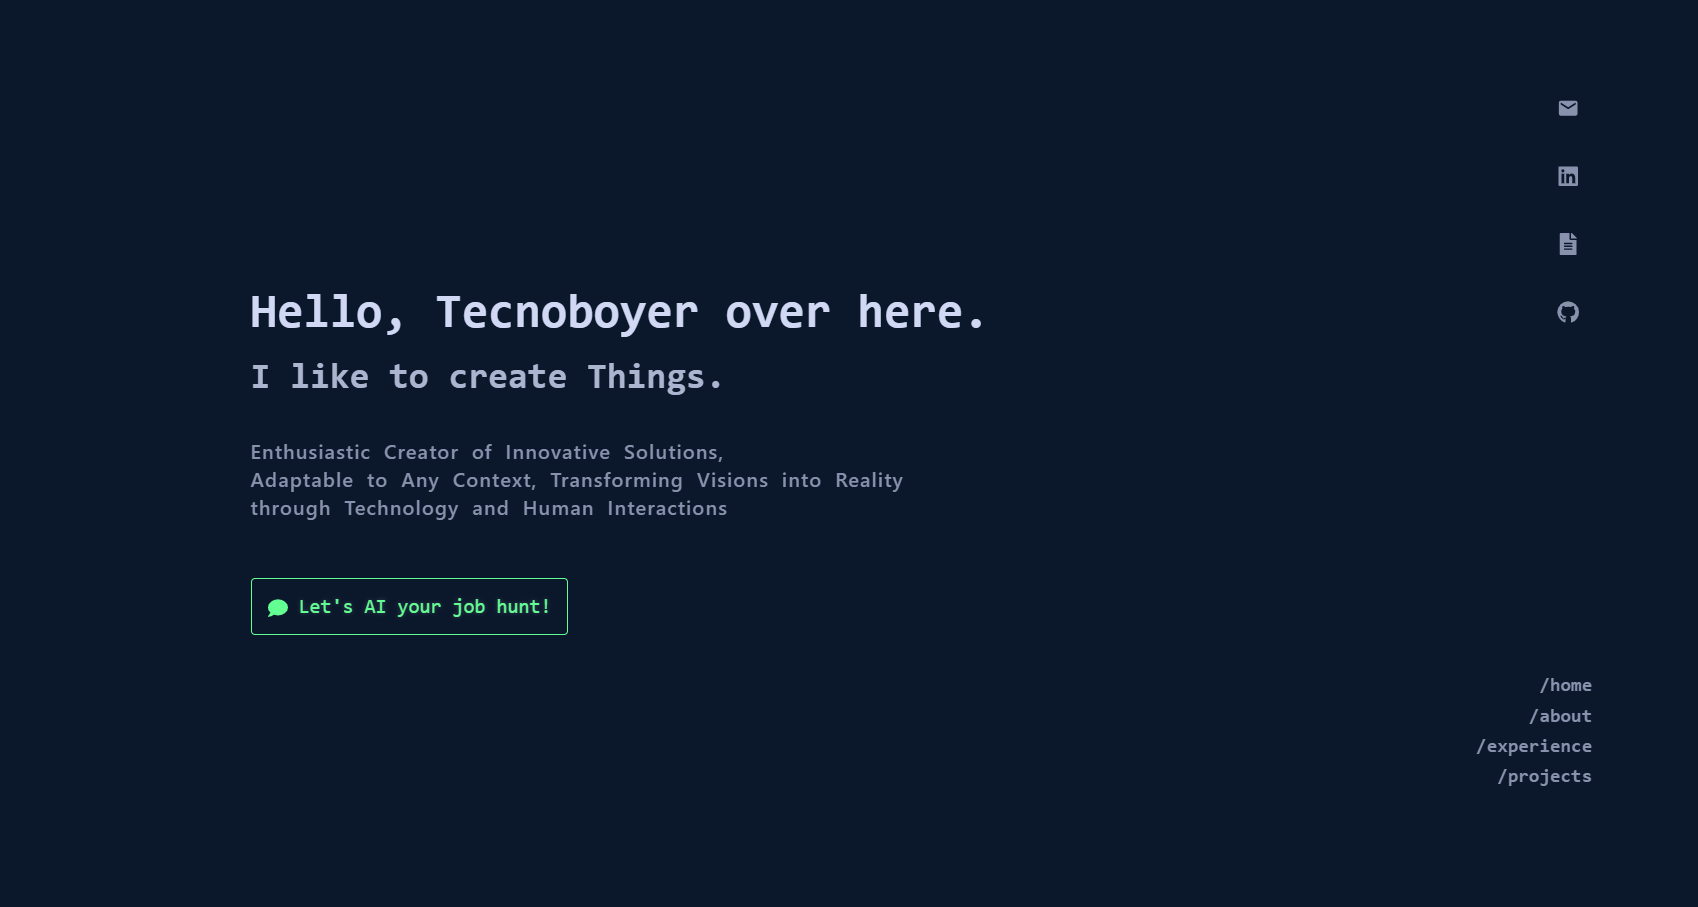 Hello, Tecnoboyer over here.
I like to create Things.
Enthusiastic Creator of Innovative Solutions,
Adaptable to Any Context, Transforming Visions into Reality
through Technology and Human Interactions
Let's AI your job hunt!
in
/home
/about
/experience
/projects